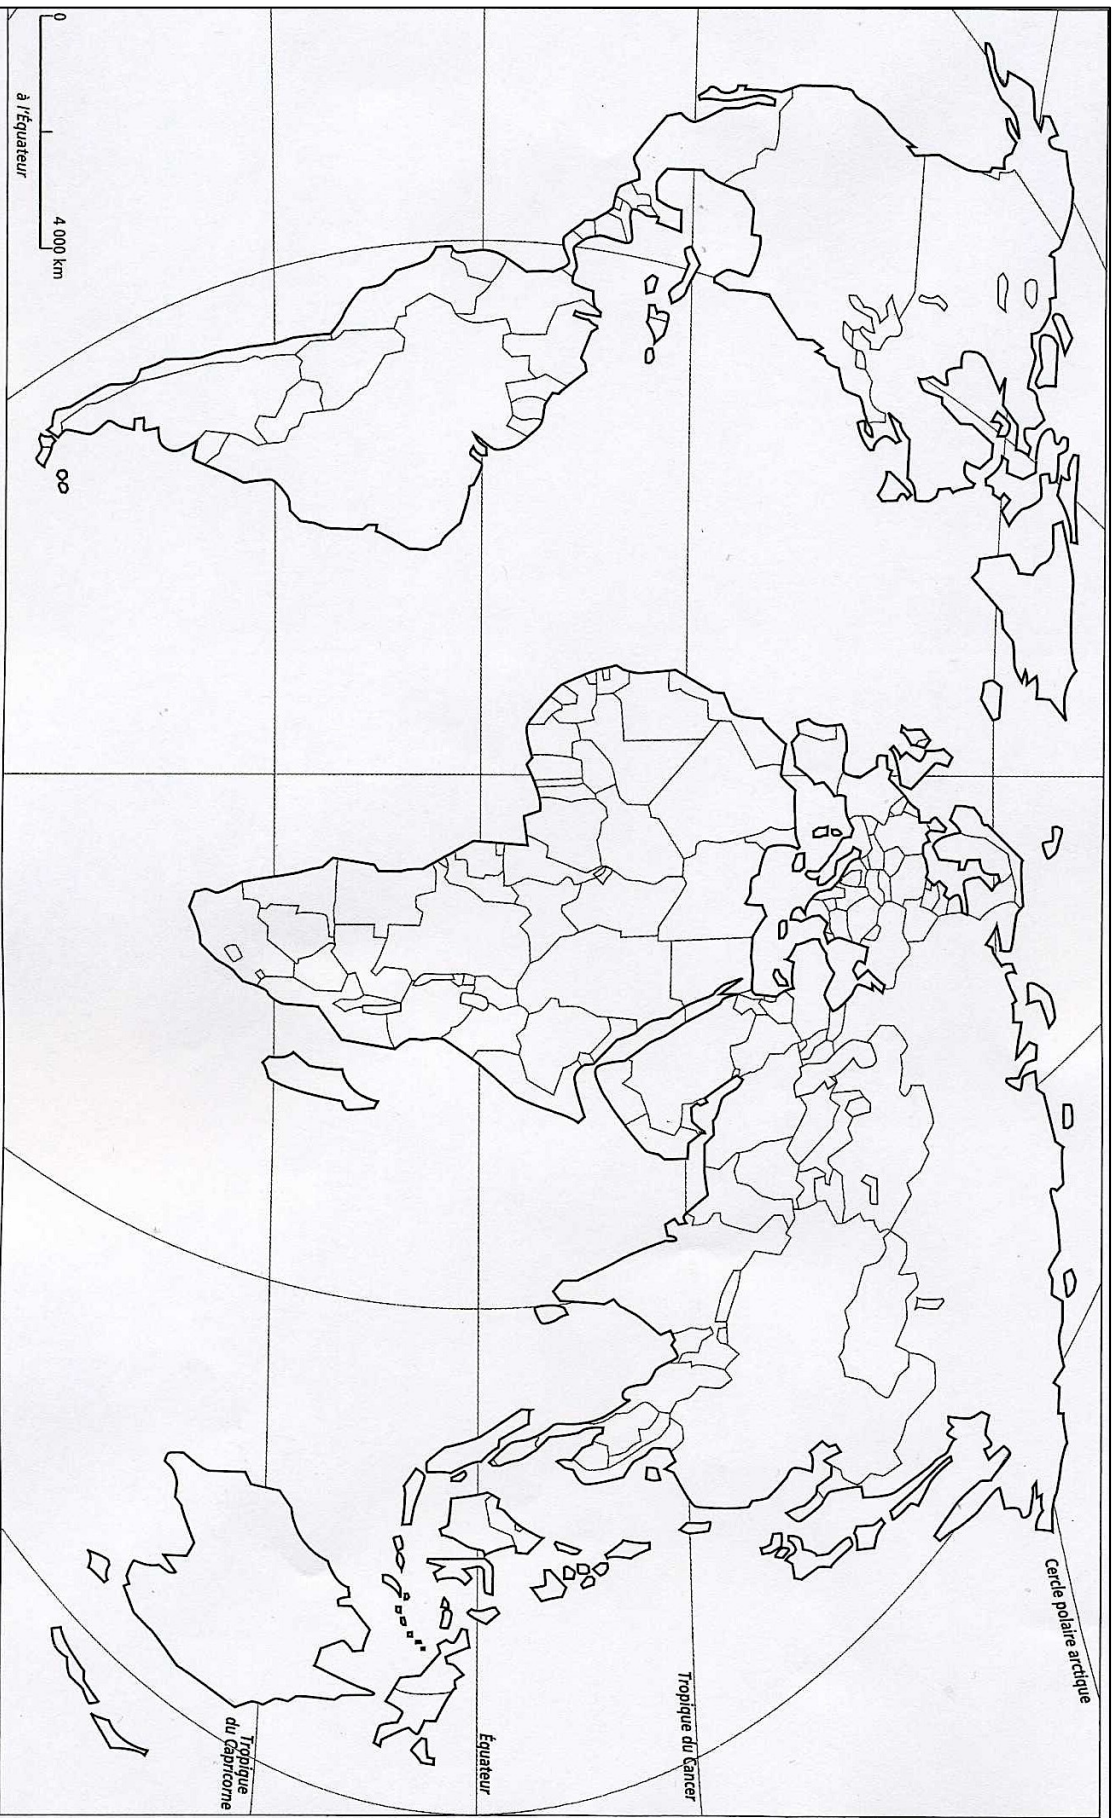 Cercle polaire arctique
Tropique du Cancer
Équateur
Tropique
du Capricorne
0
4 000 km
à l'Équateur